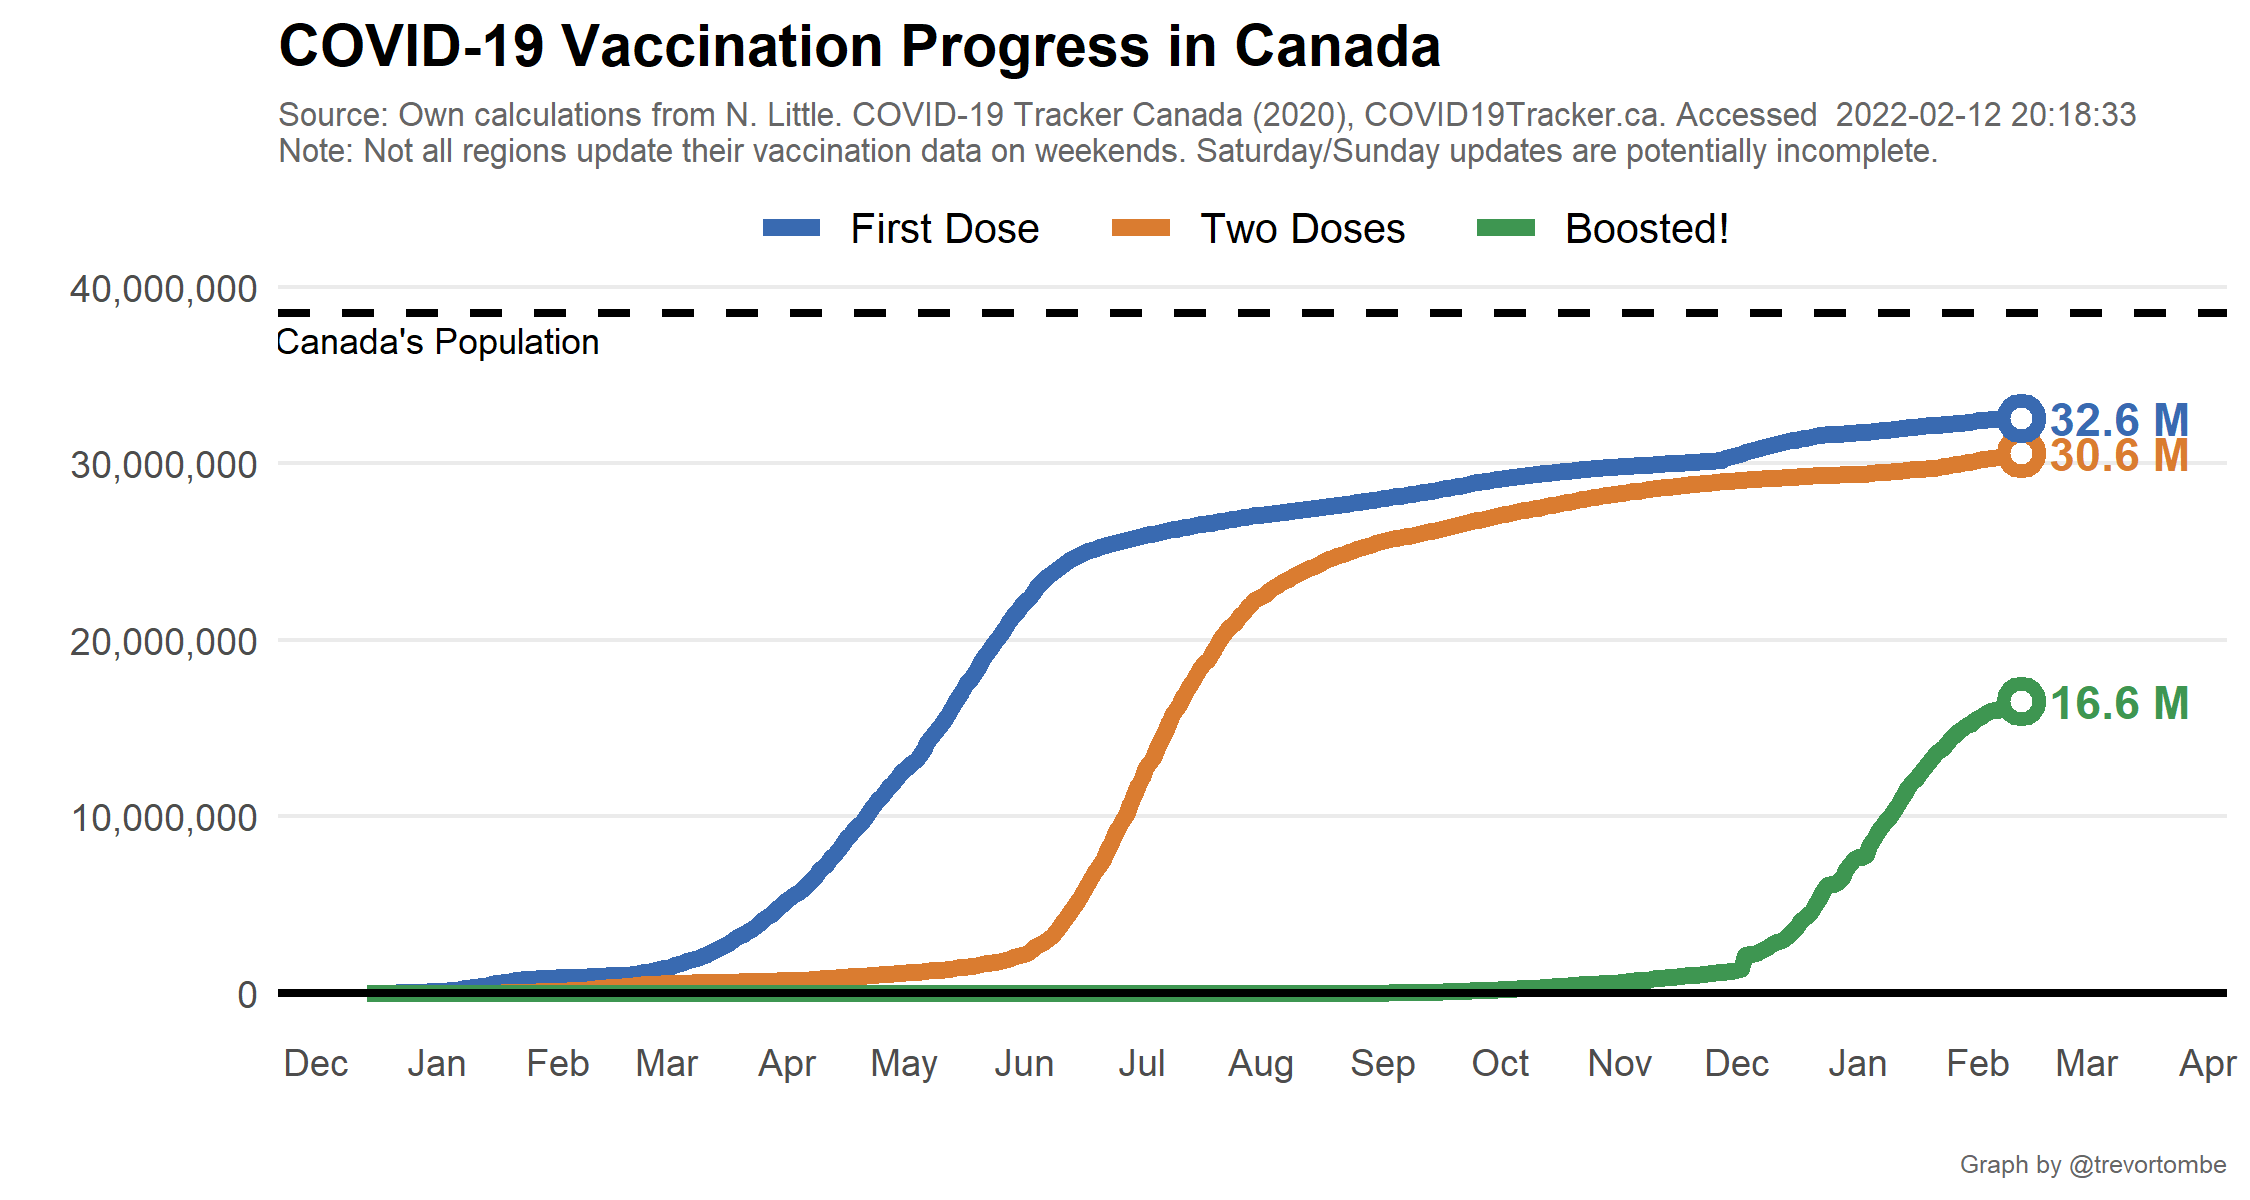 COVID-19 Vaccination Progress in Canada
Source: Own calculations from N. Little. COVID-19 Tracker Canada (2020), COVID19Tracker.ca. Accessed  2022-02-12 20:18:33
Note: Not all regions update their vaccination data on weekends. Saturday/Sunday updates are potentially incomplete.
First Dose Two Doses Boosted!
40,000,000
Canada's Population
32.6 M
30.6 M
30,000,000
20,000,000
16.6 M
10,000,000
0
Dec Jan Feb Mar Apr May Jun Jul Aug Sep Oct Nov Dec Jan Feb Mar Apr
Graph by @trevortombe